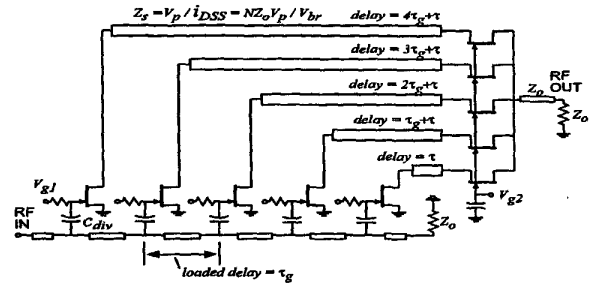 Z_s = V_p / i_DSS = NZ_oV_p / V_br
delay = 4τ_g+τ
delay = 3τ_g+τ
delay = 2τ_g+τ
delay = τ_g+τ
delay = τ
RF
OUT
Z_o
Z_o
V_g1
RF
IN
C_div
Z_o
V_g2
loaded delay = τ_g